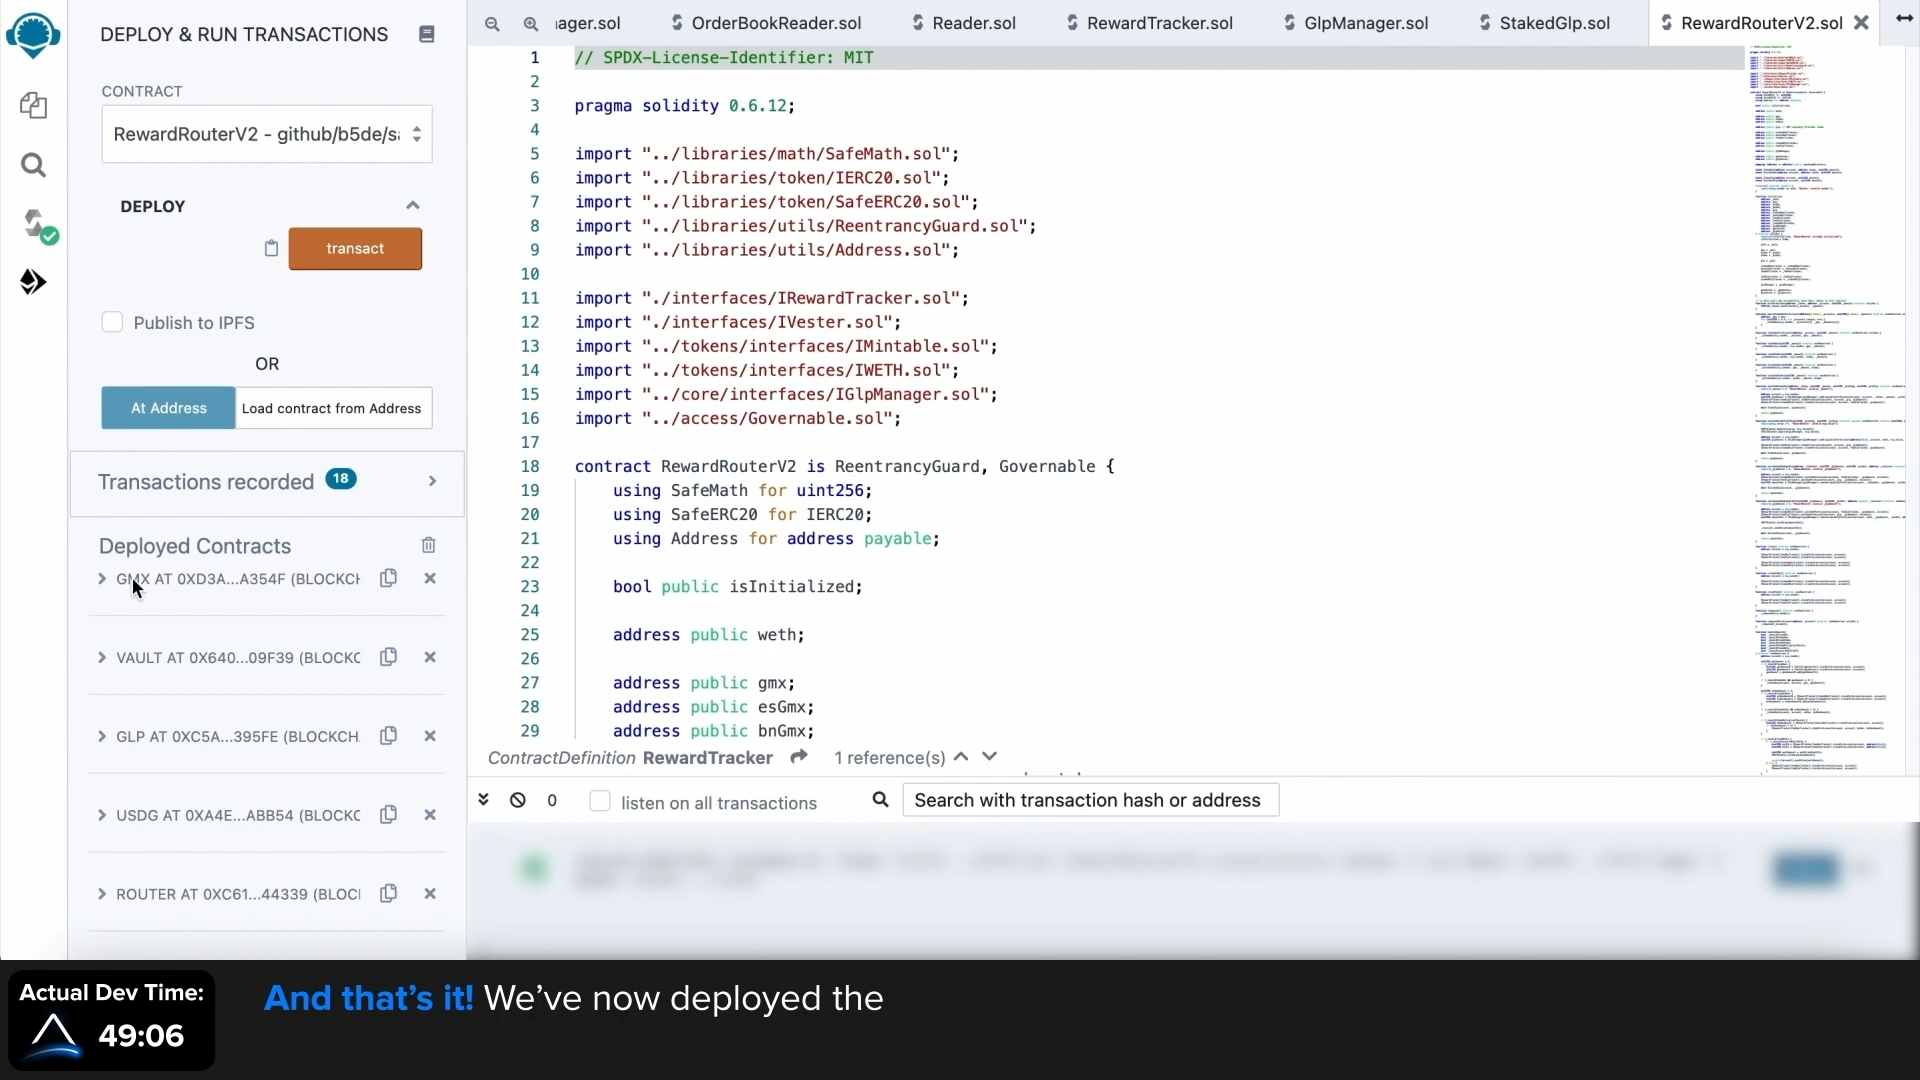 DEPLOY & RUN TRANSACTIONS
CONTRACT
RewardRouterV2 - github/b5de/sa
DEPLOY
transact
Publish to IPFS
OR
At Address
Load contract from Address
Transactions recorded 18
Deployed Contracts
GMX AT 0XD3A...A354F (BLOCKCH
VAULT AT 0X640...09F39 (BLOCKC
GLP AT 0XC5A...395FE (BLOCKCH
USDG AT 0XA4E...ABB54 (BLOCKC
ROUTER AT 0XC61...44339 (BLOC
ager.sol OrderBookReader.sol Reader.sol RewardTracker.sol GlpManager.sol StakedGlp.sol RewardRouterV2.sol
1 // SPDX-License-Identifier: MIT
2
3 pragma solidity 0.6.12;
4
5 import "../libraries/math/SafeMath.sol";
6 import "../libraries/token/IERC20.sol";
7 import "../libraries/token/SafeERC20.sol";
8 import "../libraries/utils/ReentrancyGuard.sol";
9 import "../libraries/utils/Address.sol";
10
11 import "./interfaces/IRewardTracker.sol";
12 import "./interfaces/IVester.sol";
13 import "../tokens/interfaces/IMintable.sol";
14 import "../tokens/interfaces/IWETH.sol";
15 import "../core/interfaces/IGlpManager.sol";
16 import "../access/Governable.sol";
17
18 contract RewardRouterV2 is ReentrancyGuard, Governable {
19 using SafeMath for uint256;
20 using SafeERC20 for IERC20;
21 using Address for address payable;
22
23 bool public isInitialized;
24
25 address public weth;
26
27 address public gmx;
28 address public esGmx;
29 address public bnGmx;
ContractDefinition RewardTracker 1 reference(s)
0 listen on all transactions Search with transaction hash or address
Actual Dev Time:
49:06
And that's it! We've now deployed the